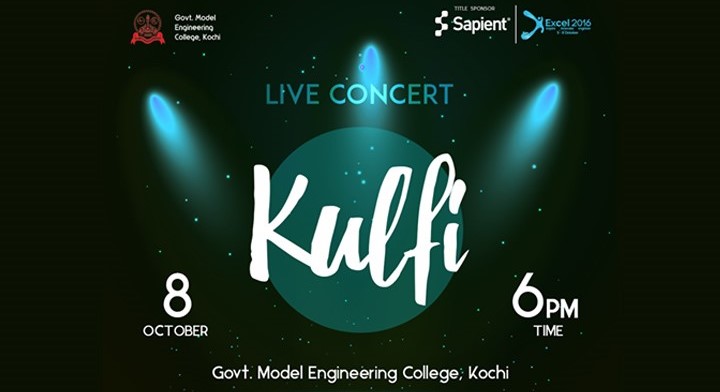 Govt. Model
Engineering
College, Kochi
TITLE SPONSOR
Sapient
Excel 2016
LIVE CONCERT
Kulfi
8
OCTOBER
6PM
TIME
Govt. Model Engineering College, Kochi